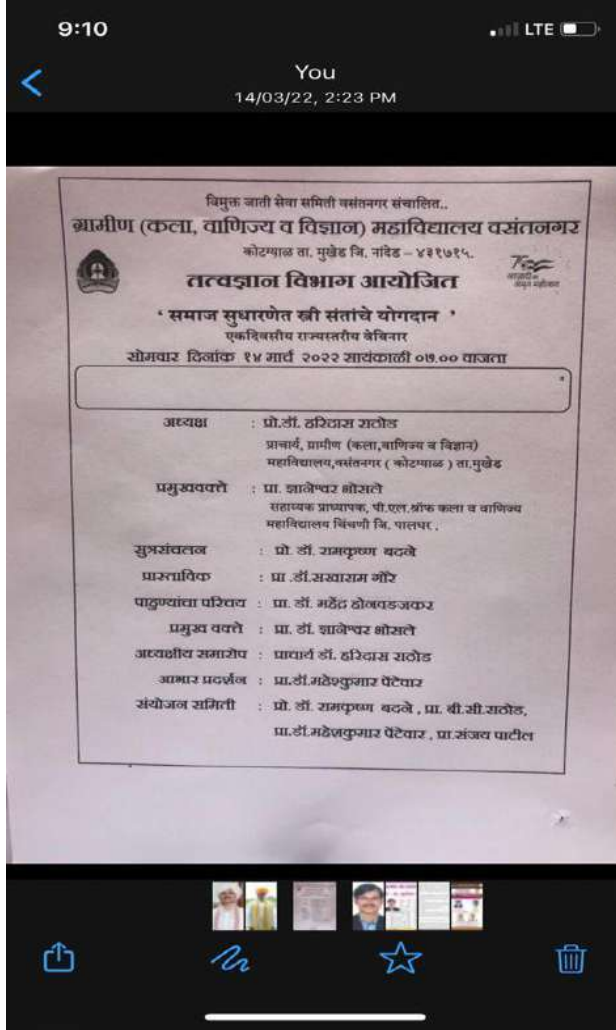 9:10
LTE
You
14/03/22, 2:23 PM
विमुक्त जाती सेवा समिती वसंतनगर संचालित..
ग्रामीण (कला, वाणिज्य व विज्ञान) महाविद्यालय वसंतनगर
कोटग्याळ ता. मुखेड जि. नांदेड – ४३१७१५.
तत्वज्ञान विभाग आयोजित
‘ समाज सुधारणेत स्त्री संतांचे योगदान ’
एकदिवसीय राज्यस्तरीय वेबिनार
सोमवार दिनांक १४ मार्च २०२२ सायंकाळी ०७.०० वाजता
अध्यक्ष : प्रो.डॉ. हरिदास राठोड
प्राचार्य, ग्रामीण (कला,वाणिज्य व विज्ञान)
महाविद्यालय,वसंतनगर ( कोटग्याळ ) ता.मुखेड
प्रमुखवक्ते : प्रा. ज्ञानेश्वर भोसले
सहाय्यक प्राध्यापक, पी.एल.श्रॉफ कला व वाणिज्य
महाविद्यालय चिंचणी जि. पालघर .
सुत्रसंचलन : प्रो. डॉ. रामकृष्ण बदने
प्रास्ताविक : प्रा .डॉ.सखाराम गोरे
पाहुण्यांचा परिचय : प्रा. डॉ. महेंद्र होनवडजकर
प्रमुख वक्ते : प्रा. डॉ. ज्ञानेश्वर भोसले
अध्यक्षीय समारोप : प्राचार्य डॉ. हरिदास राठोड
आभार प्रदर्शन : प्रा.डॉ.महेश्कुमार पेंटेवार
संयोजन समिती : प्रो. डॉ. रामकृष्ण बदने , प्रा. बी.सी.राठोड,
प्रा.डॉ.महेशकुमार पेंटेवार , प्रा.संजय पाटील